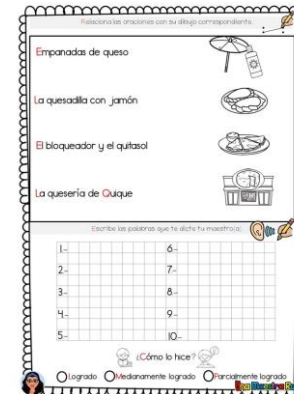 Relaciona las oraciones con su dibujo correspondiente.
Empanadas de queso
La quesadilla con jamón
El bloqueador y el quitasol
La quesería de Quique
Escribe las palabras que te dicte tu maestro(a)
1.- 6.-
2.- 7.-
3.- 8.-
4.- 9.-
5.- 10.-
¿Cómo lo hice?
Logrado Medianamente logrado Parcialmente logrado